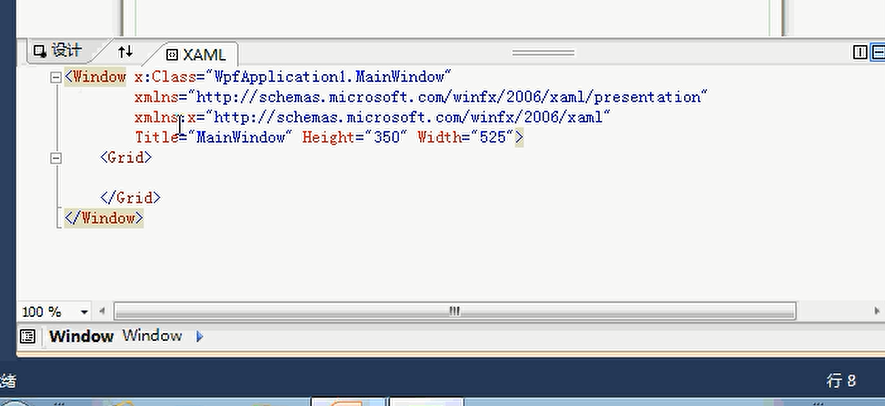 设计
XAML
<Window x:Class="WpfApplication1.MainWindow"
xmlns="http://schemas.microsoft.com/winfx/2006/xaml/presentation"
xmlns:x="http://schemas.microsoft.com/winfx/2006/xaml"
Title="MainWindow" Height="350" Width="525">
<Grid>
</Grid>
</Window>
100 %
Window Window
绪
行 8